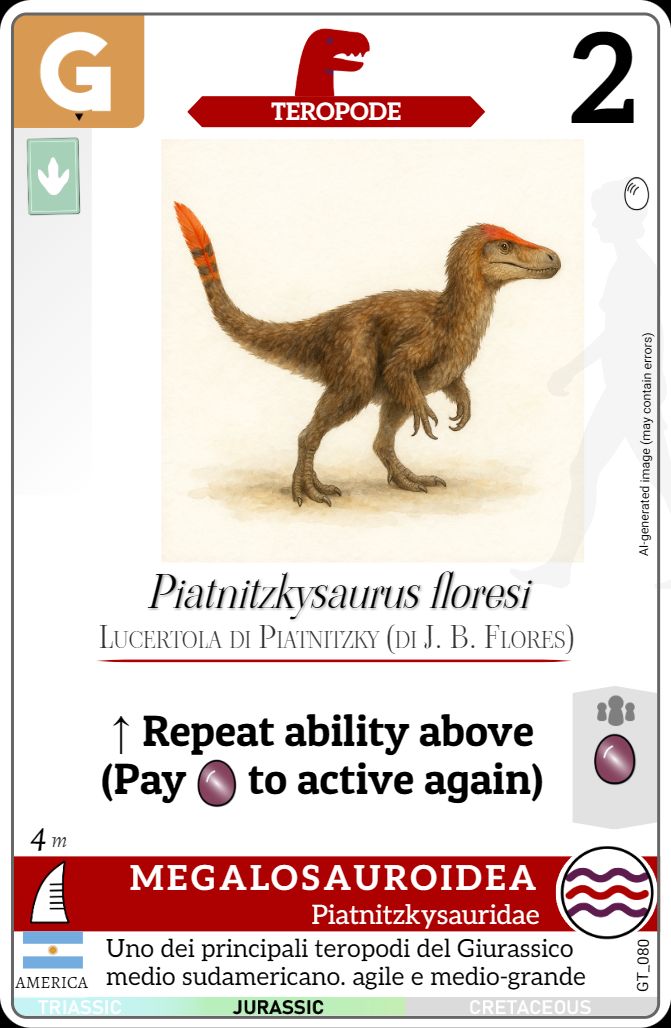 G
TEROPODE
2
AI-generated image (may contain errors)
Piatnitzkysaurus floresi
Lucertola di Piatnitzky (di J. B. Flores)
↑ Repeat ability above
(Pay to active again)
4 m
MEGALOSAUROIDEA
Piatnitzkysauridae
Uno dei principali teropodi del Giurassico
medio sudamericano. agile e medio-grande
AMERICA
GT_080
TRIASSIC JURASSIC CRETACEOUS